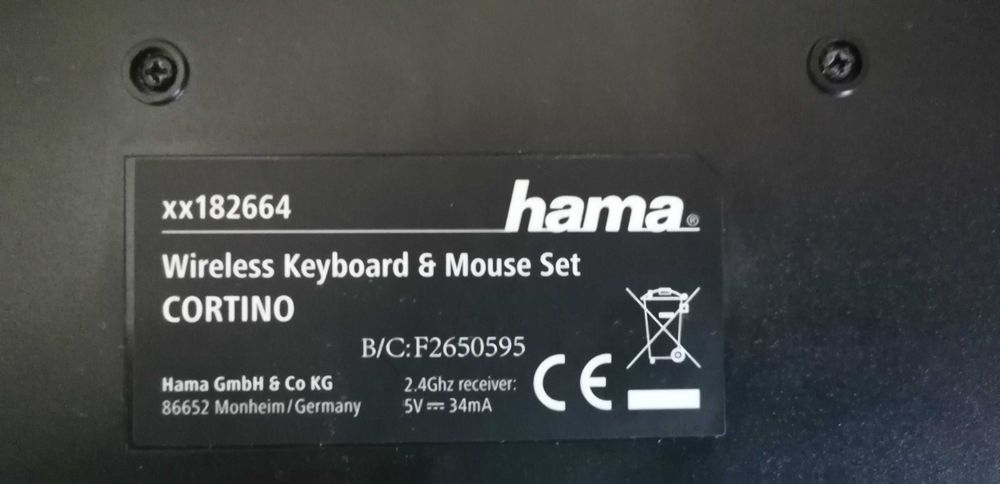 xx182664
hama®
Wireless Keyboard & Mouse Set
CORTINO
B/C:F2650595
Hama GmbH & Co KG
86652 Monheim/Germany
2.4Ghz receiver:
5V ⎓ 34mA
CE